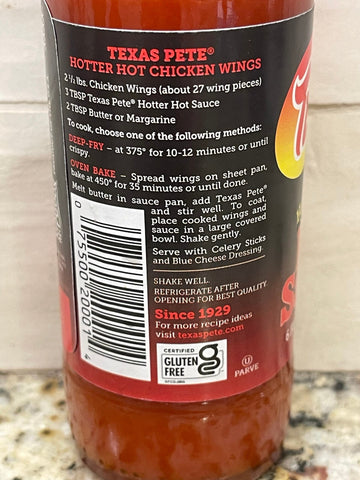 TEXAS PETE®
HOTTER HOT CHICKEN WINGS
2 ½ lbs. Chicken Wings (about 27 wing pieces)
3 TBSP Texas Pete® Hotter Hot Sauce
2 TBSP Butter or Margarine
To cook, choose one of the following methods:
DEEP-FRY – at 375° for 10-12 minutes or until
crispy.
OVEN BAKE – Spread wings on sheet pan,
bake at 450° for 35 minutes or until done.
Melt butter in sauce pan, add Texas Pete®
and stir well. To coat,
place cooked wings and
sauce in a large covered
bowl. Shake gently.
Serve with Celery Sticks
and Blue Cheese Dressing.
SHAKE WELL.
REFRIGERATE AFTER
OPENING FOR BEST QUALITY.
Since 1929
For more recipe ideas
visit texaspete.com
CERTIFIED
GLUTEN
FREE
U
PARVE
0 75500 20001 4